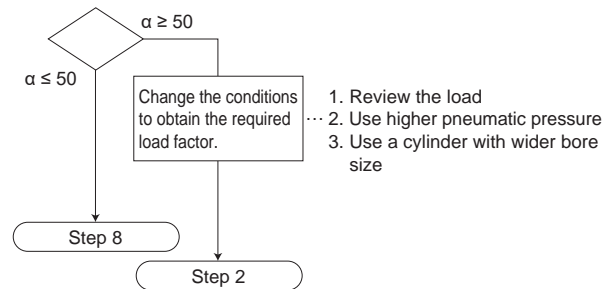 α ≥ 50
α ≤ 50
Change the conditions
to obtain the required
load factor.
··· 
1. Review the load
2. Use higher pneumatic pressure
3. Use a cylinder with wider bore
size
Step 8
Step 2